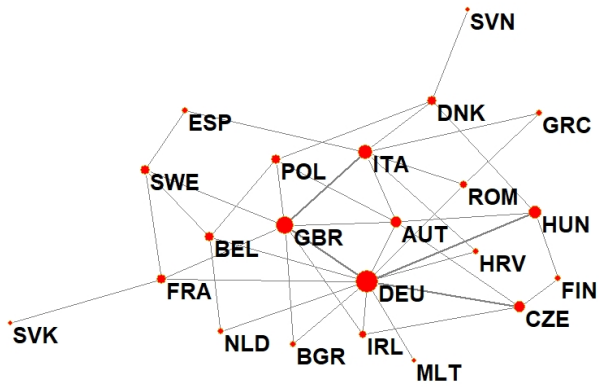 SVN
DNK
GRC
ESP
ITA
POL
SWE
ROM
HUN
GBR
AUT
BEL
HRV
DEU
FIN
FRA
CZE
SVK
NLD
BGR
IRL
MLT